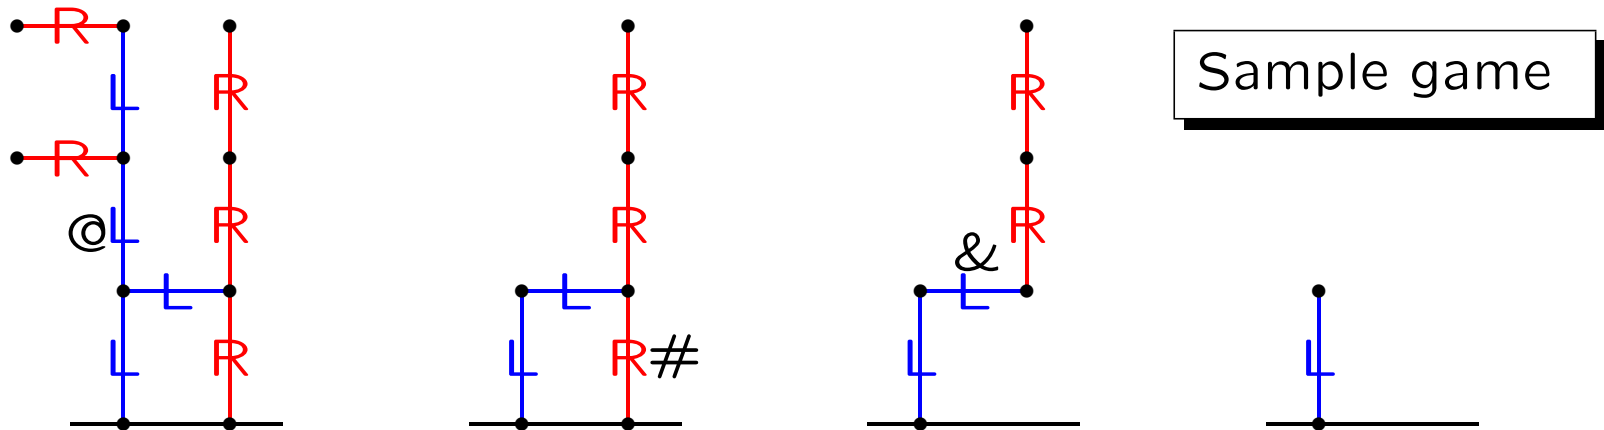 R
L R R R Sample game
R
@ L R R & R
L L L
L R L R # L L